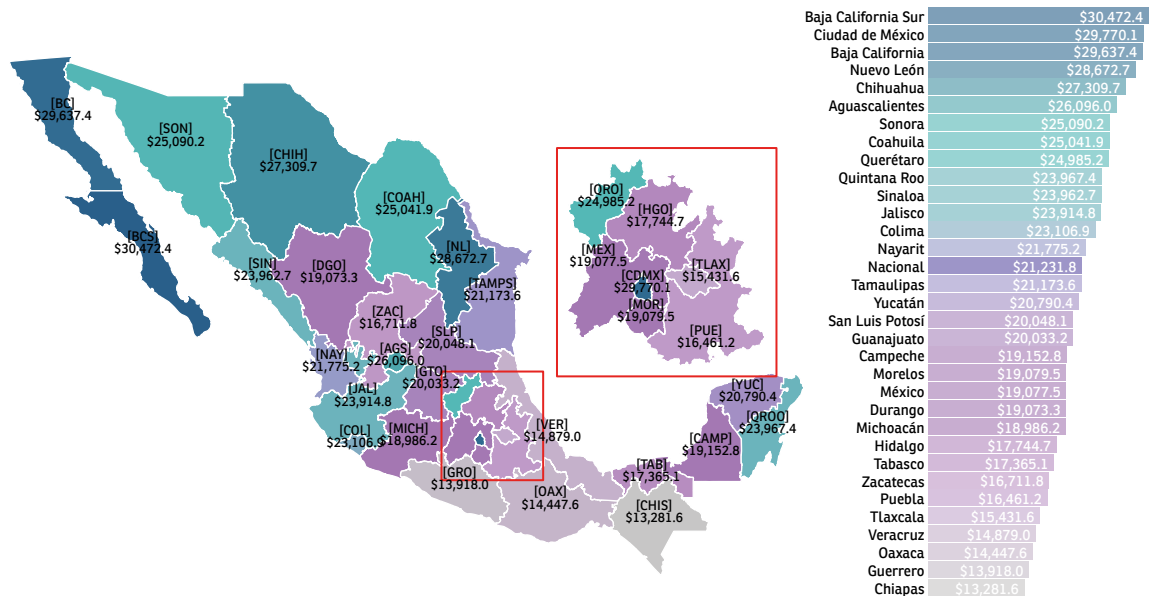 [BC]
$29,637.4
[SON]
$25,090.2
[CHIH]
$27,309.7
[COAH]
$25,041.9
[BCS]
$30,472.4
[SIN]
$23,962.7
[DGO]
$19,073.3
[NL]
$28,672.7
[TAMPS]
$21,173.6
[ZAC]
$16,711.8
[SLP]
$20,048.1
[NAY]
$21,775.2
[AGS]
$26,096.0
[GTO]
$20,033.2
[JAL]
$23,914.8
[COL]
$23,106.9
[MICH]
$18,986.2
[VER]
$14,879.0
[GRO]
$13,918.0
[OAX]
$14,447.6
[TAB]
$17,365.1
[CHIS]
$13,281.6
[CAMP]
$19,152.8
[YUC]
$20,790.4
[QROO]
$23,967.4
[QRO]
$24,985.2
[HGO]
$17,744.7
[MEX]
$19,077.5
[CDMX]
$29,770.1
[TLAX]
$15,431.6
[MOR]
$19,079.5
[PUE]
$16,461.2
Baja California Sur $30,472.4
Ciudad de México $29,770.1
Baja California $29,637.4
Nuevo León $28,672.7
Chihuahua $27,309.7
Aguascalientes $26,096.0
Sonora $25,090.2
Coahuila $25,041.9
Querétaro $24,985.2
Quintana Roo $23,967.4
Sinaloa $23,962.7
Jalisco $23,914.8
Colima $23,106.9
Nayarit $21,775.2
Nacional $21,231.8
Tamaulipas $21,173.6
Yucatán $20,790.4
San Luis Potosí $20,048.1
Guanajuato $20,033.2
Campeche $19,152.8
Morelos $19,079.5
México $19,077.5
Durango $19,073.3
Michoacán $18,986.2
Hidalgo $17,744.7
Tabasco $17,365.1
Zacatecas $16,711.8
Puebla $16,461.2
Tlaxcala $15,431.6
Veracruz $14,879.0
Oaxaca $14,447.6
Guerrero $13,918.0
Chiapas $13,281.6